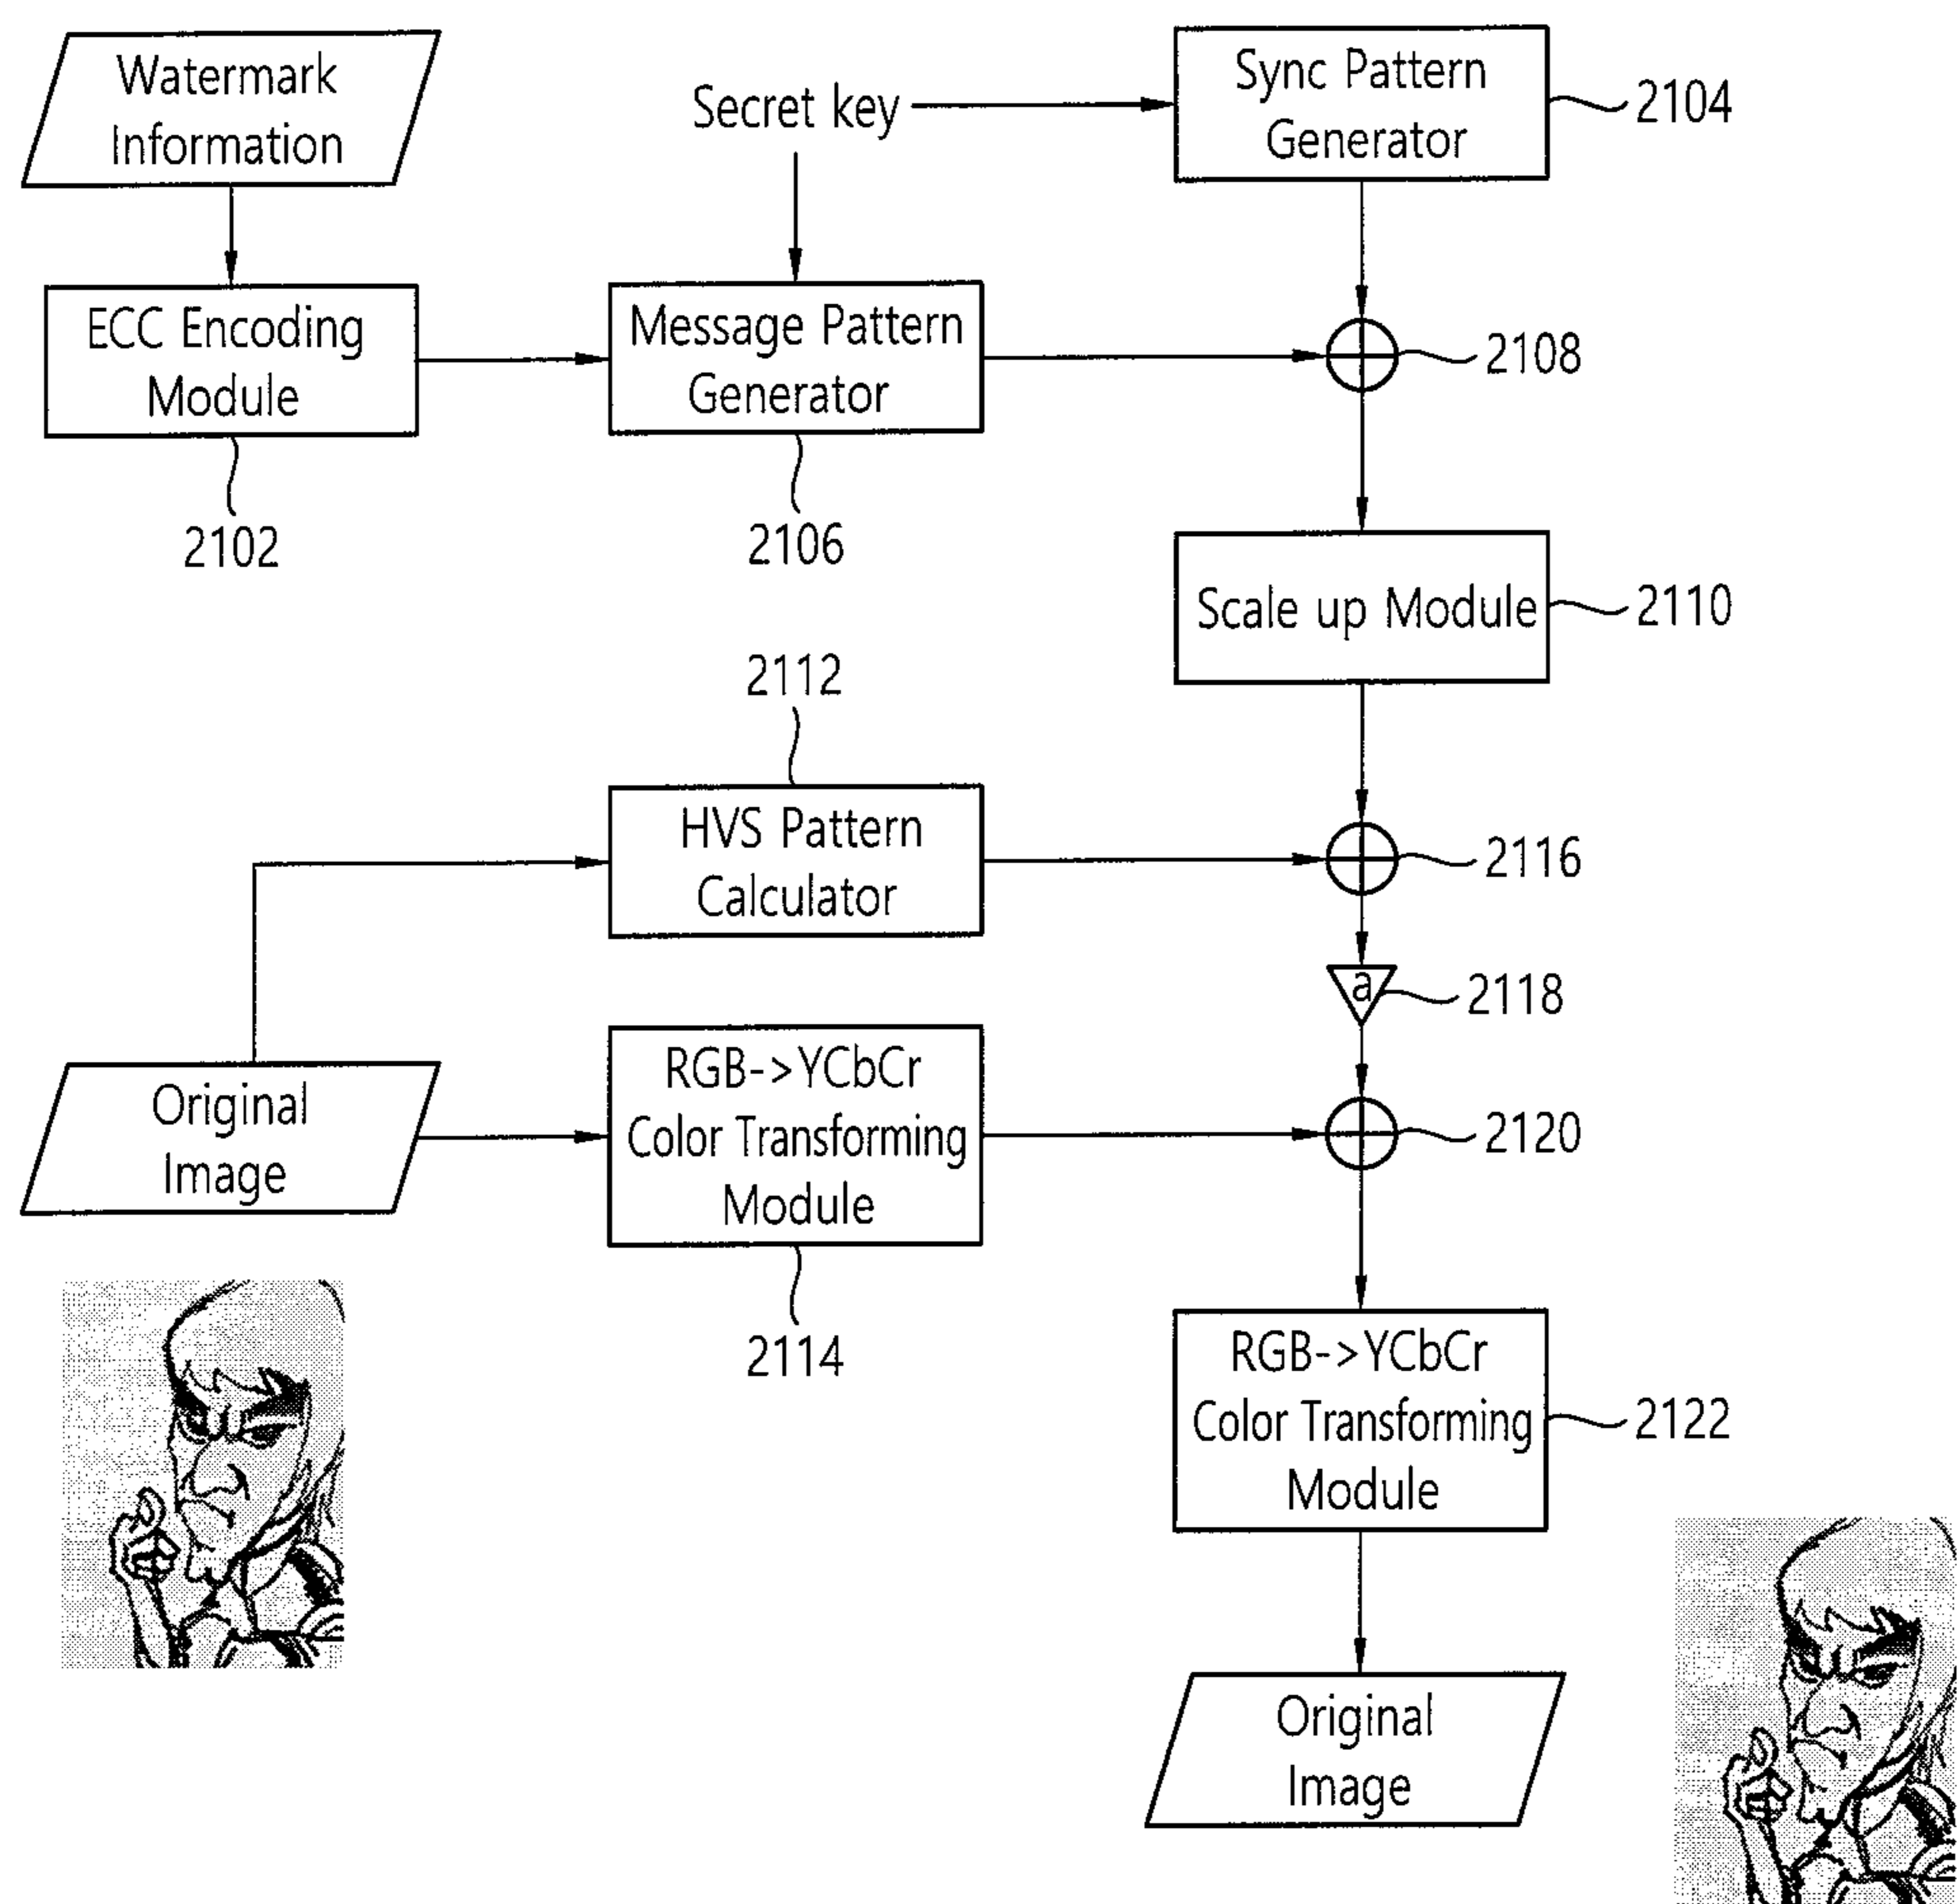 Watermark
Information
Secret key
Sync Pattern
Generator
2104
ECC Encoding
Module
2102
Message Pattern
Generator
2106
2108
Scale up Module
2110
2112
HVS Pattern
Calculator
2116
a
2118
Original
Image
RGB->YCbCr
Color Transforming
Module
2114
2120
RGB->YCbCr
Color Transforming
Module
2122
Original
Image